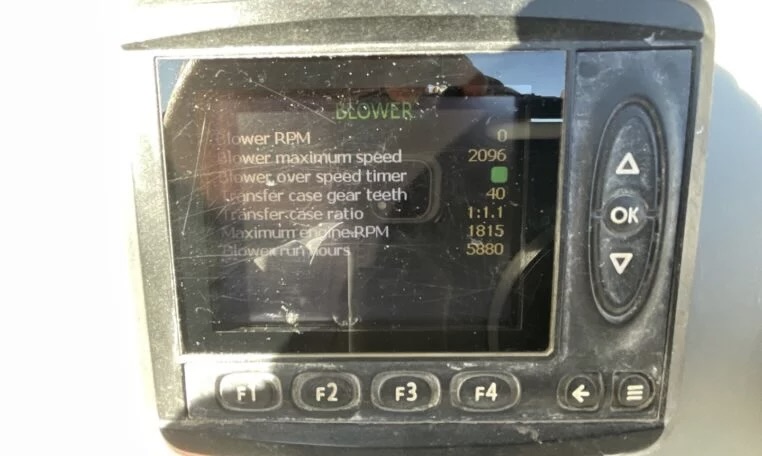 BLOWER
Blower RPM 0
Blower maximum speed 2096
Blower over speed timer
Transfer case gear teeth 40
Transfer case ratio 1:1.1
Maximum engine RPM 1815
Blower run hours 5880
OK
F1 F2 F3 F4